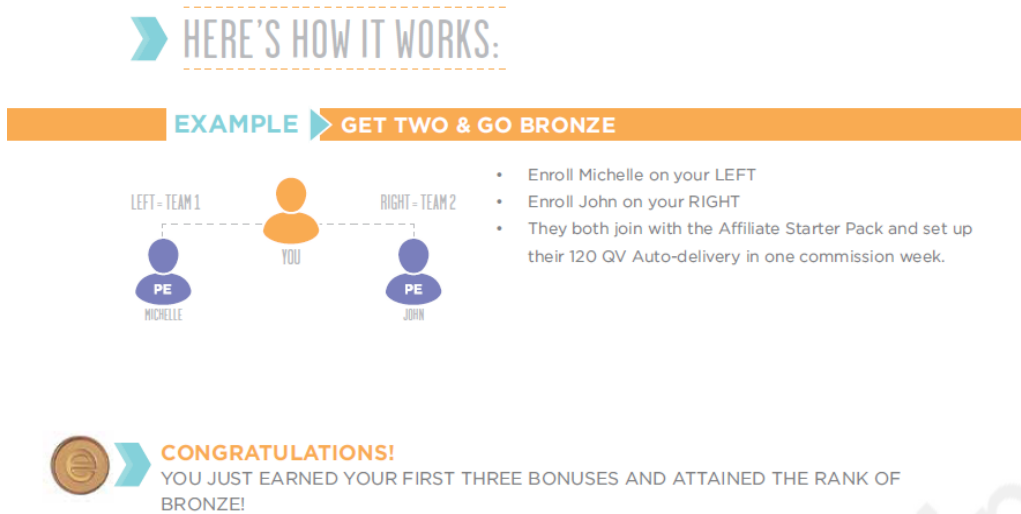 HERE'S HOW IT WORKS:
EXAMPLE GET TWO & GO BRONZE
LEFT = TEAM 1
RIGHT = TEAM 2
YOU
PE
MICHELLE
PE
JOHN
• Enroll Michelle on your LEFT
• Enroll John on your RIGHT
• They both join with the Affiliate Starter Pack and set up
their 120 QV Auto-delivery in one commission week.
e
CONGRATULATIONS!
YOU JUST EARNED YOUR FIRST THREE BONUSES AND ATTAINED THE RANK OF
BRONZE!